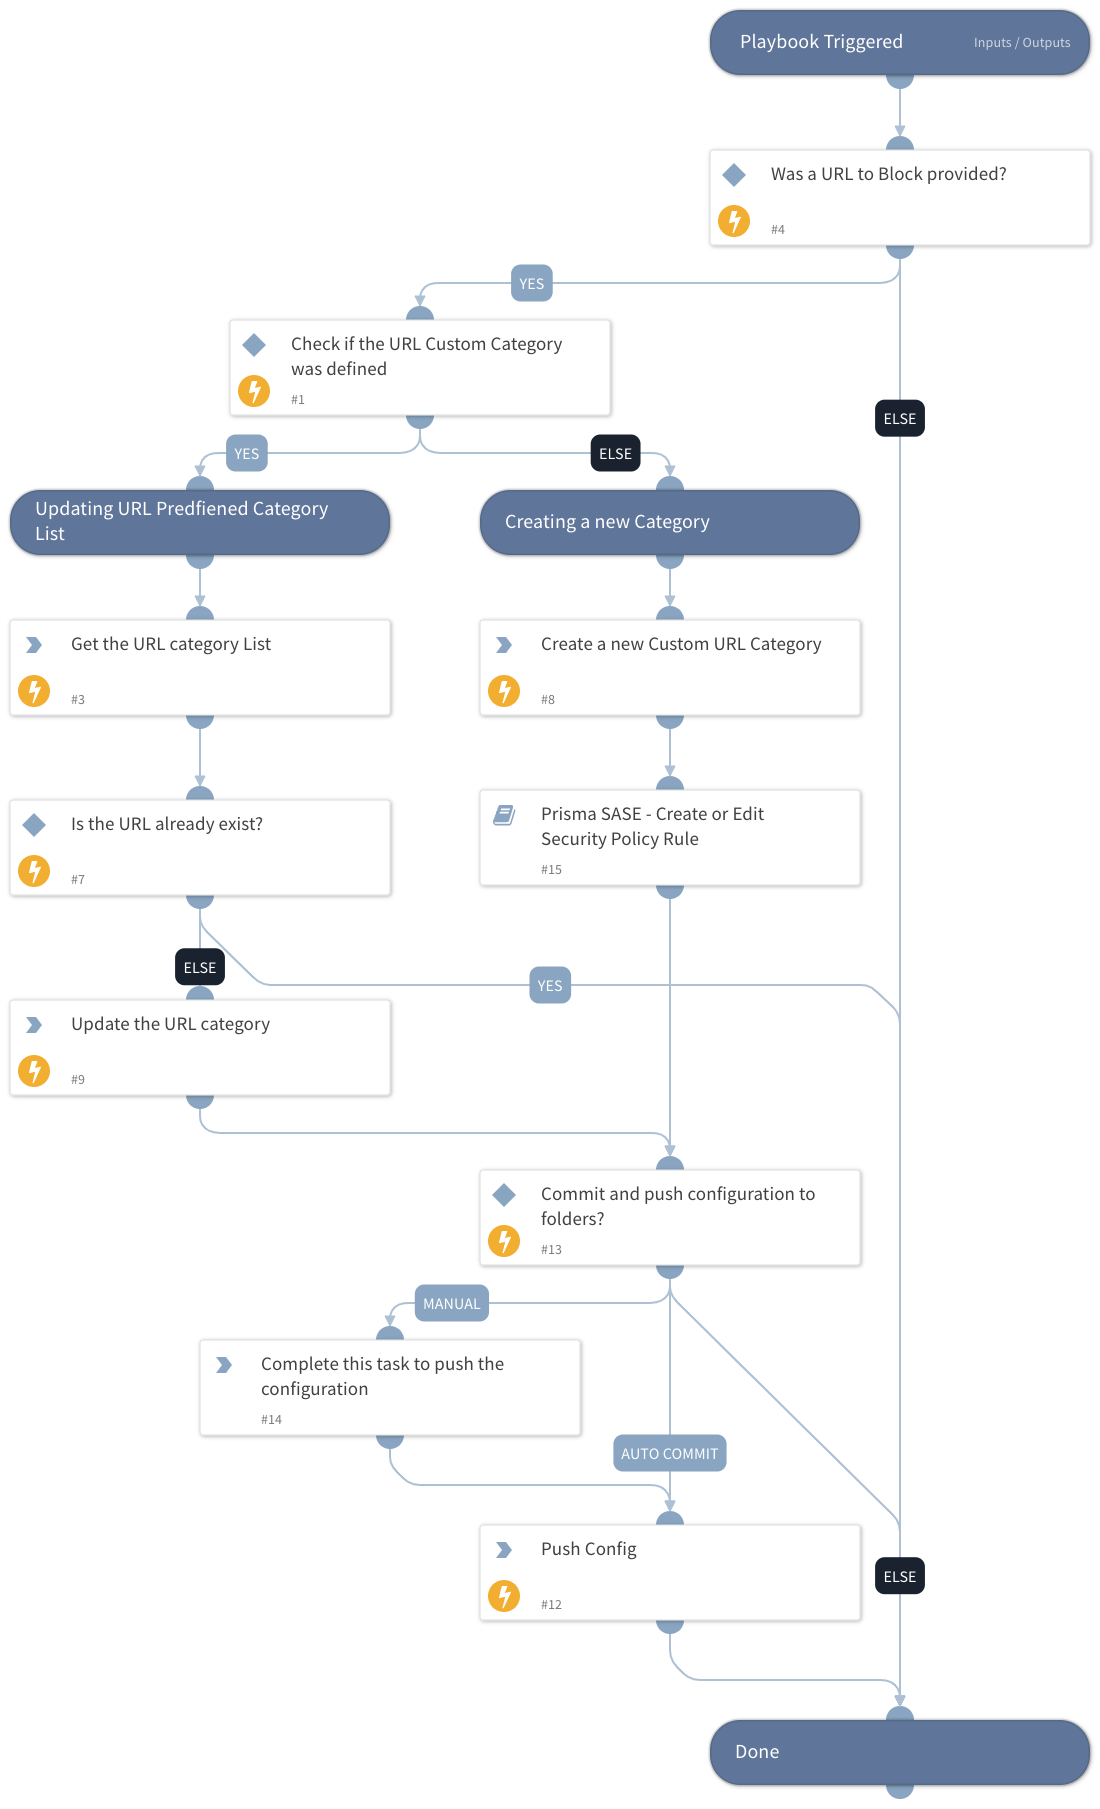 Playbook Triggered
Inputs / Outputs
Was a URL to Block provided?
#4
YES
Check if the URL Custom Category
was defined
#1
ELSE
YES
ELSE
Updating URL Predfiened Category
List
Creating a new Category
Get the URL category List
#3
Create a new Custom URL Category
#8
Is the URL already exist?
#7
Prisma SASE - Create or Edit
Security Policy Rule
#15
ELSE
YES
Update the URL category
#9
Commit and push configuration to
folders?
#13
MANUAL
Complete this task to push the
configuration
#14
AUTO COMMIT
Push Config
#12
ELSE
Done